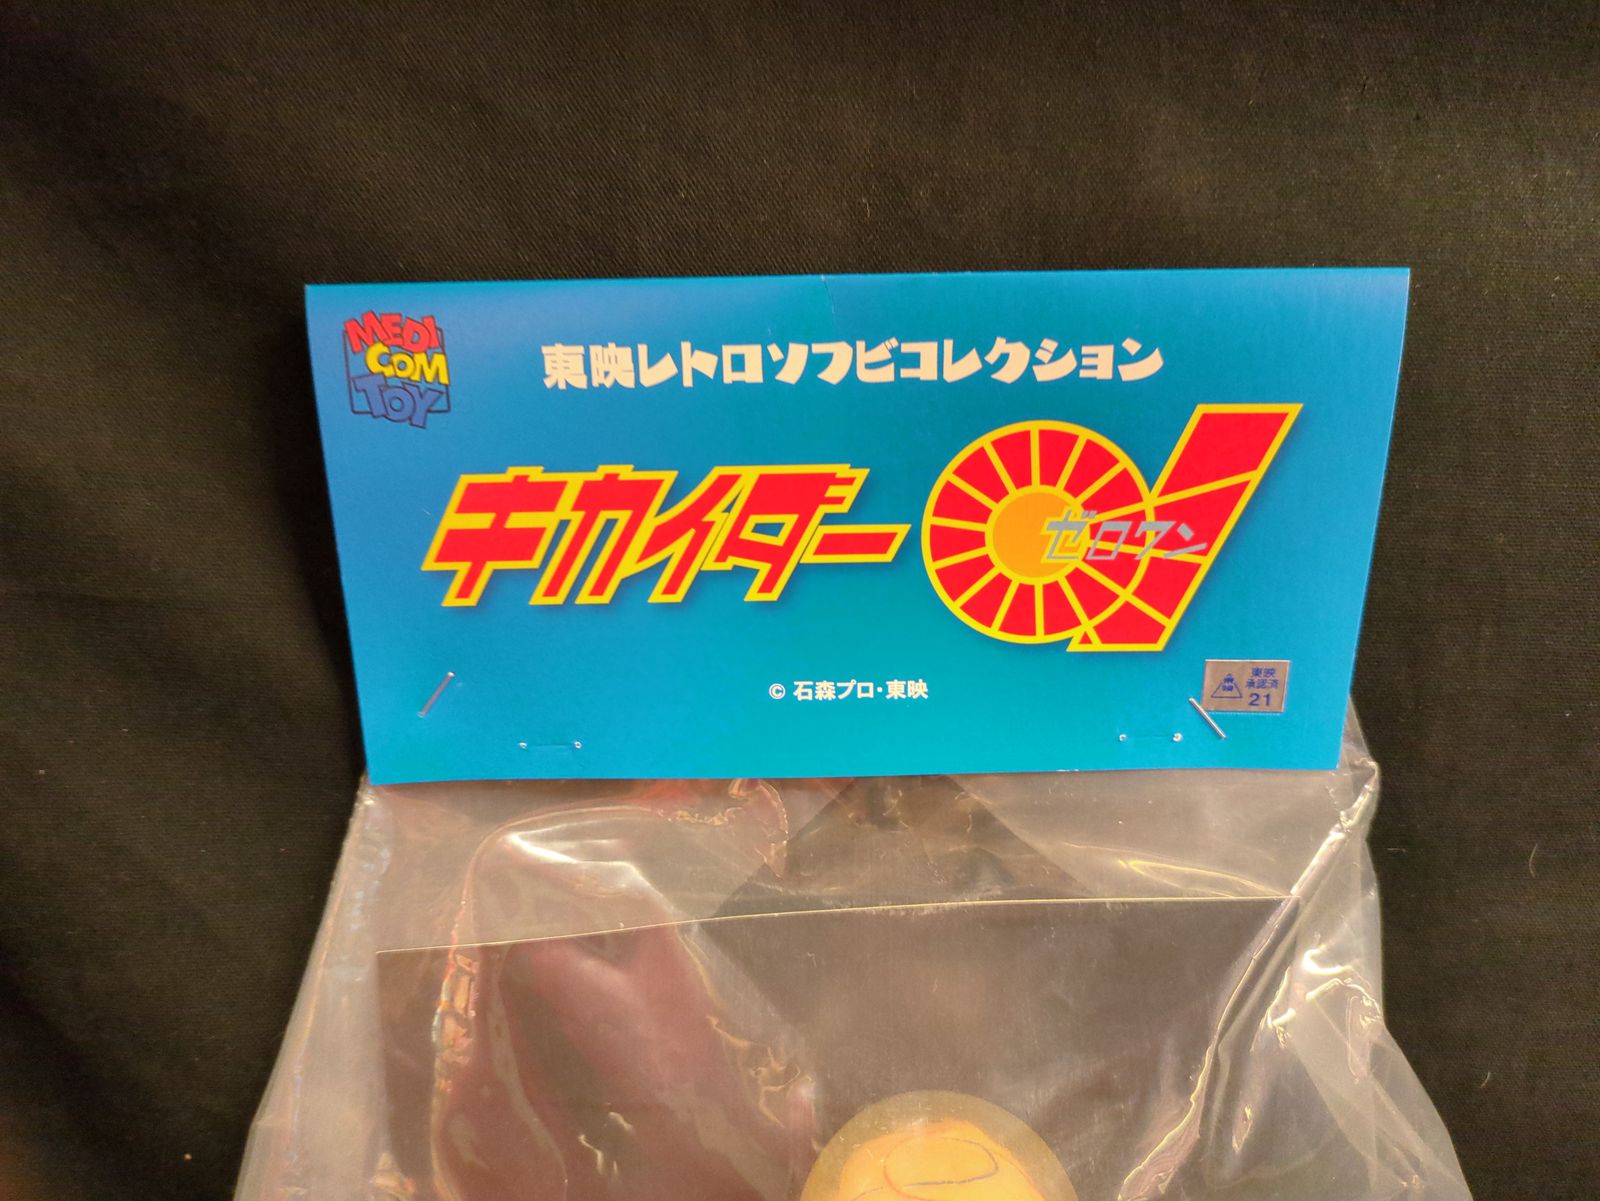 MEDI
COM
TOY
東映レトロソフビコレクション
キカイダー01
ゼロワン
© 石森プロ・東映
東映
東映
承認済
21